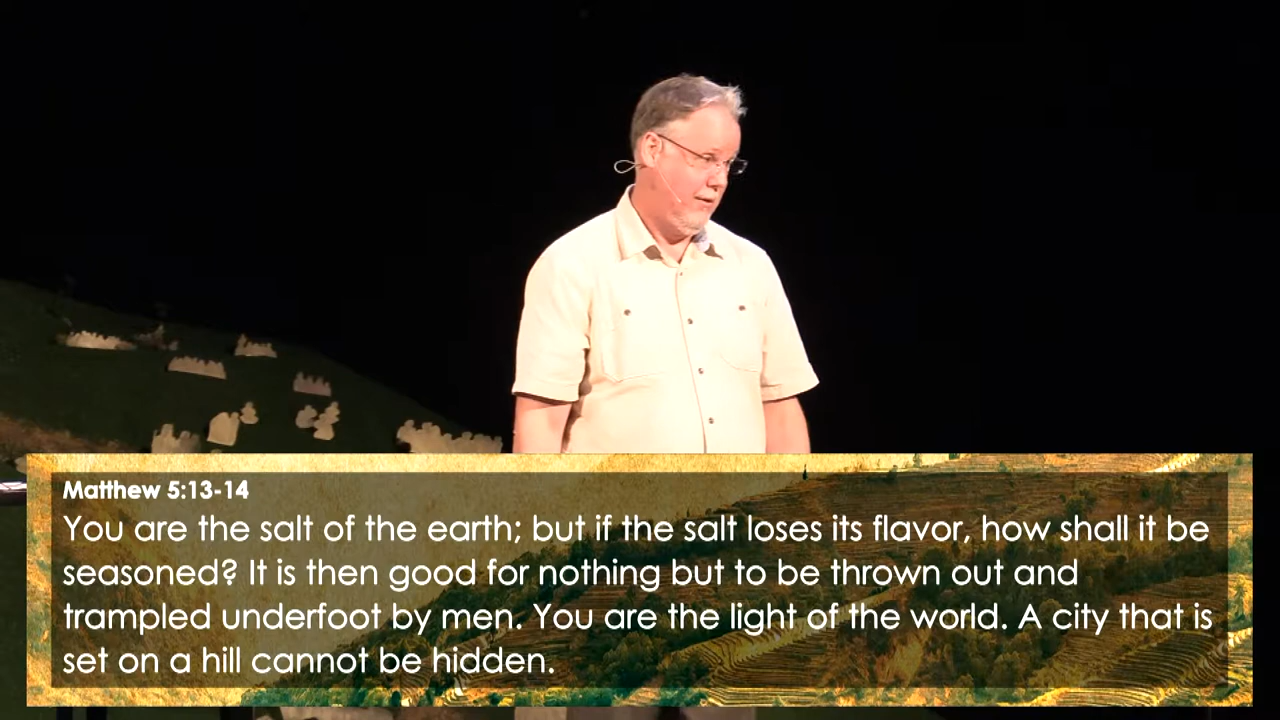 Matthew 5:13-14
You are the salt of the earth; but if the salt loses its flavor, how shall it be
seasoned? It is then good for nothing but to be thrown out and
trampled underfoot by men. You are the light of the world. A city that is
set on a hill cannot be hidden.